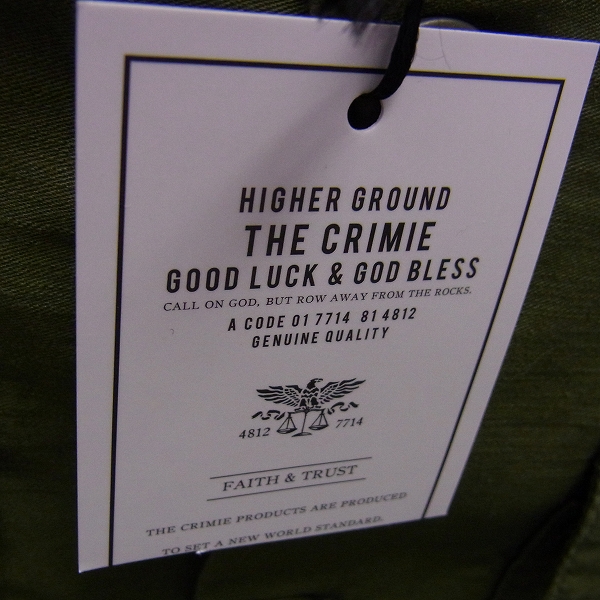 HIGHER GROUND
THE CRIMIE
GOOD LUCK & GOD BLESS
CALL ON GOD, BUT ROW AWAY FROM THE ROCKS.
A CODE 01 7714 81 4812
GENUINE QUALITY
4812 7714
FAITH & TRUST
THE CRIMIE PRODUCTS ARE PRODUCED
TO SET A NEW WORLD STANDARD.